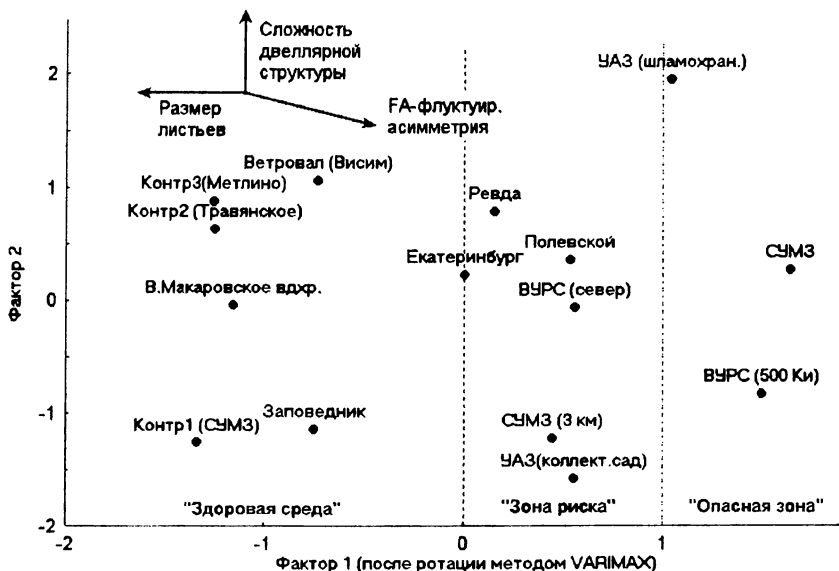 Сложность
двеллярной
структуры
УАЗ (шламохран.)
2
Размер
листьев
FA-флуктуир.
асимметрия
Ветровал (Висим)
Контр3(Метлино)
1
Контр2 (Травянское)
Ревда
Полевской
СУМЗ
Екатеринбург
Фактор 2
В.Макаровское вдхр.
ВУРС (север)
0
ВУРС (500 Ки)
-1
Заповедник
Контр1 (СУМЗ)
СУМЗ (3 км)
УАЗ(коллект.сад)
"Здоровая среда"
"Зона риска"
"Опасная зона"
-2
-2
-1
0
1
Фактор 1 (после ротации методом VARIMAX)